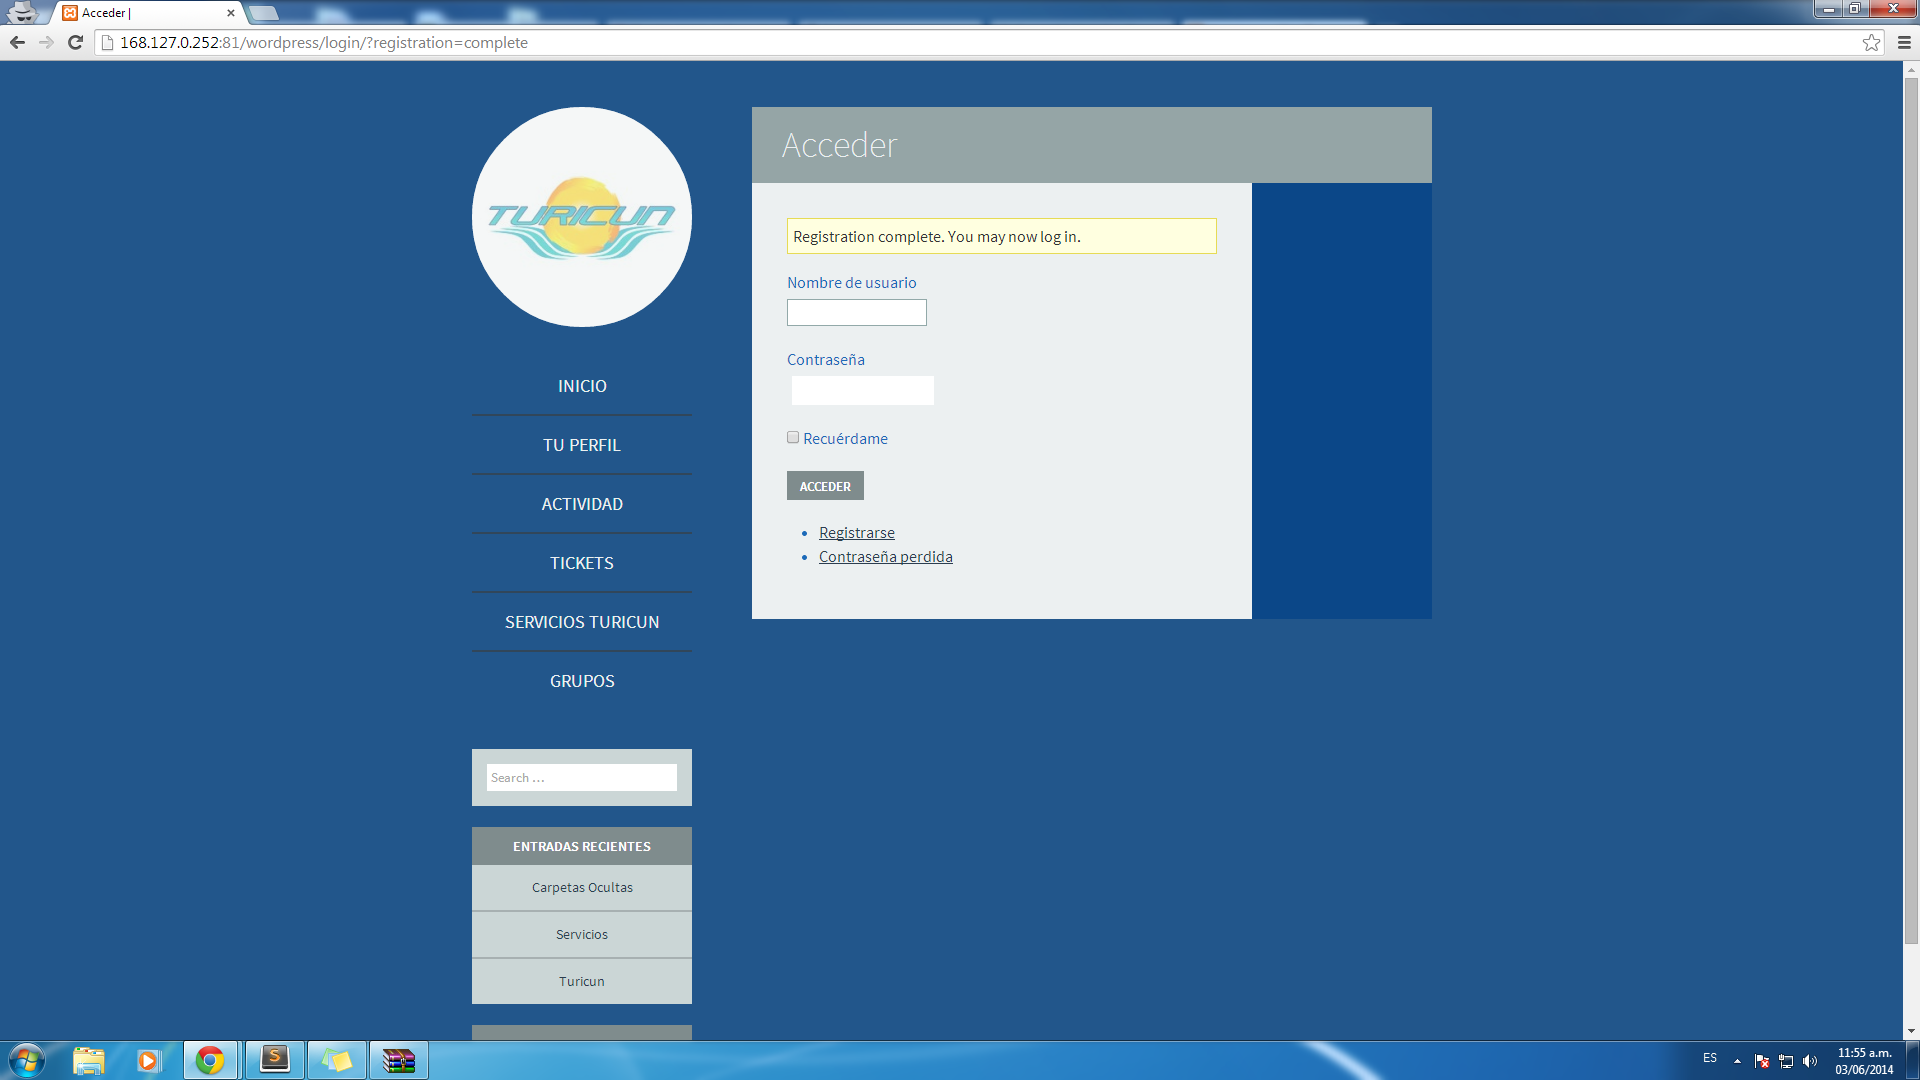 Acceder |
168.127.0.252:81/wordpress/login/?registration=complete
TURICUN
INICIO
TU PERFIL
ACTIVIDAD
TICKETS
SERVICIOS TURICUN
GRUPOS
Search ...
ENTRADAS RECIENTES
Carpetas Ocultas
Servicios
Turicun
Acceder
Registration complete. You may now log in.
Nombre de usuario
Contraseña
Recuérdame
ACCEDER
Registrarse
Contraseña perdida
S
ES
11:55 a.m.
03/06/2014